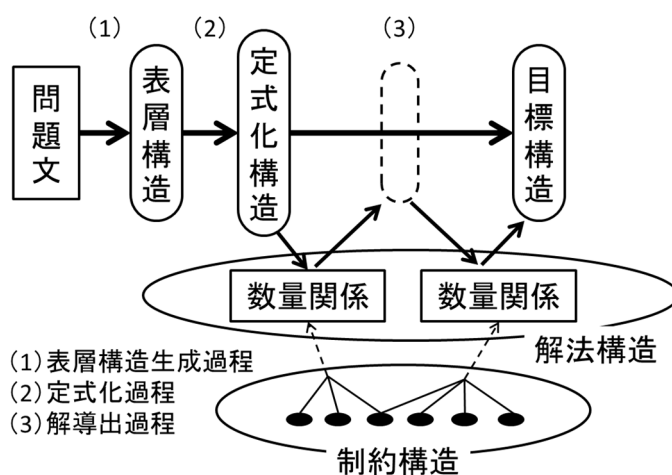 (1)
(2)
(3)
問題文
表層構造
定式化構造
目標構造
数量関係
数量関係
解法構造
(1)表層構造生成過程
(2)定式化過程
(3)解導出過程
制約構造